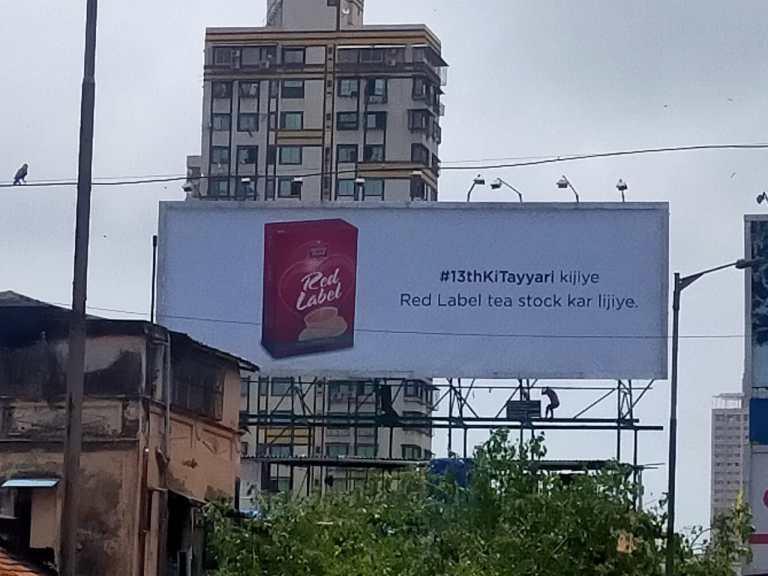 Red
Label
#13thKiTayyari kijiye
Red Label tea stock kar lijiye.